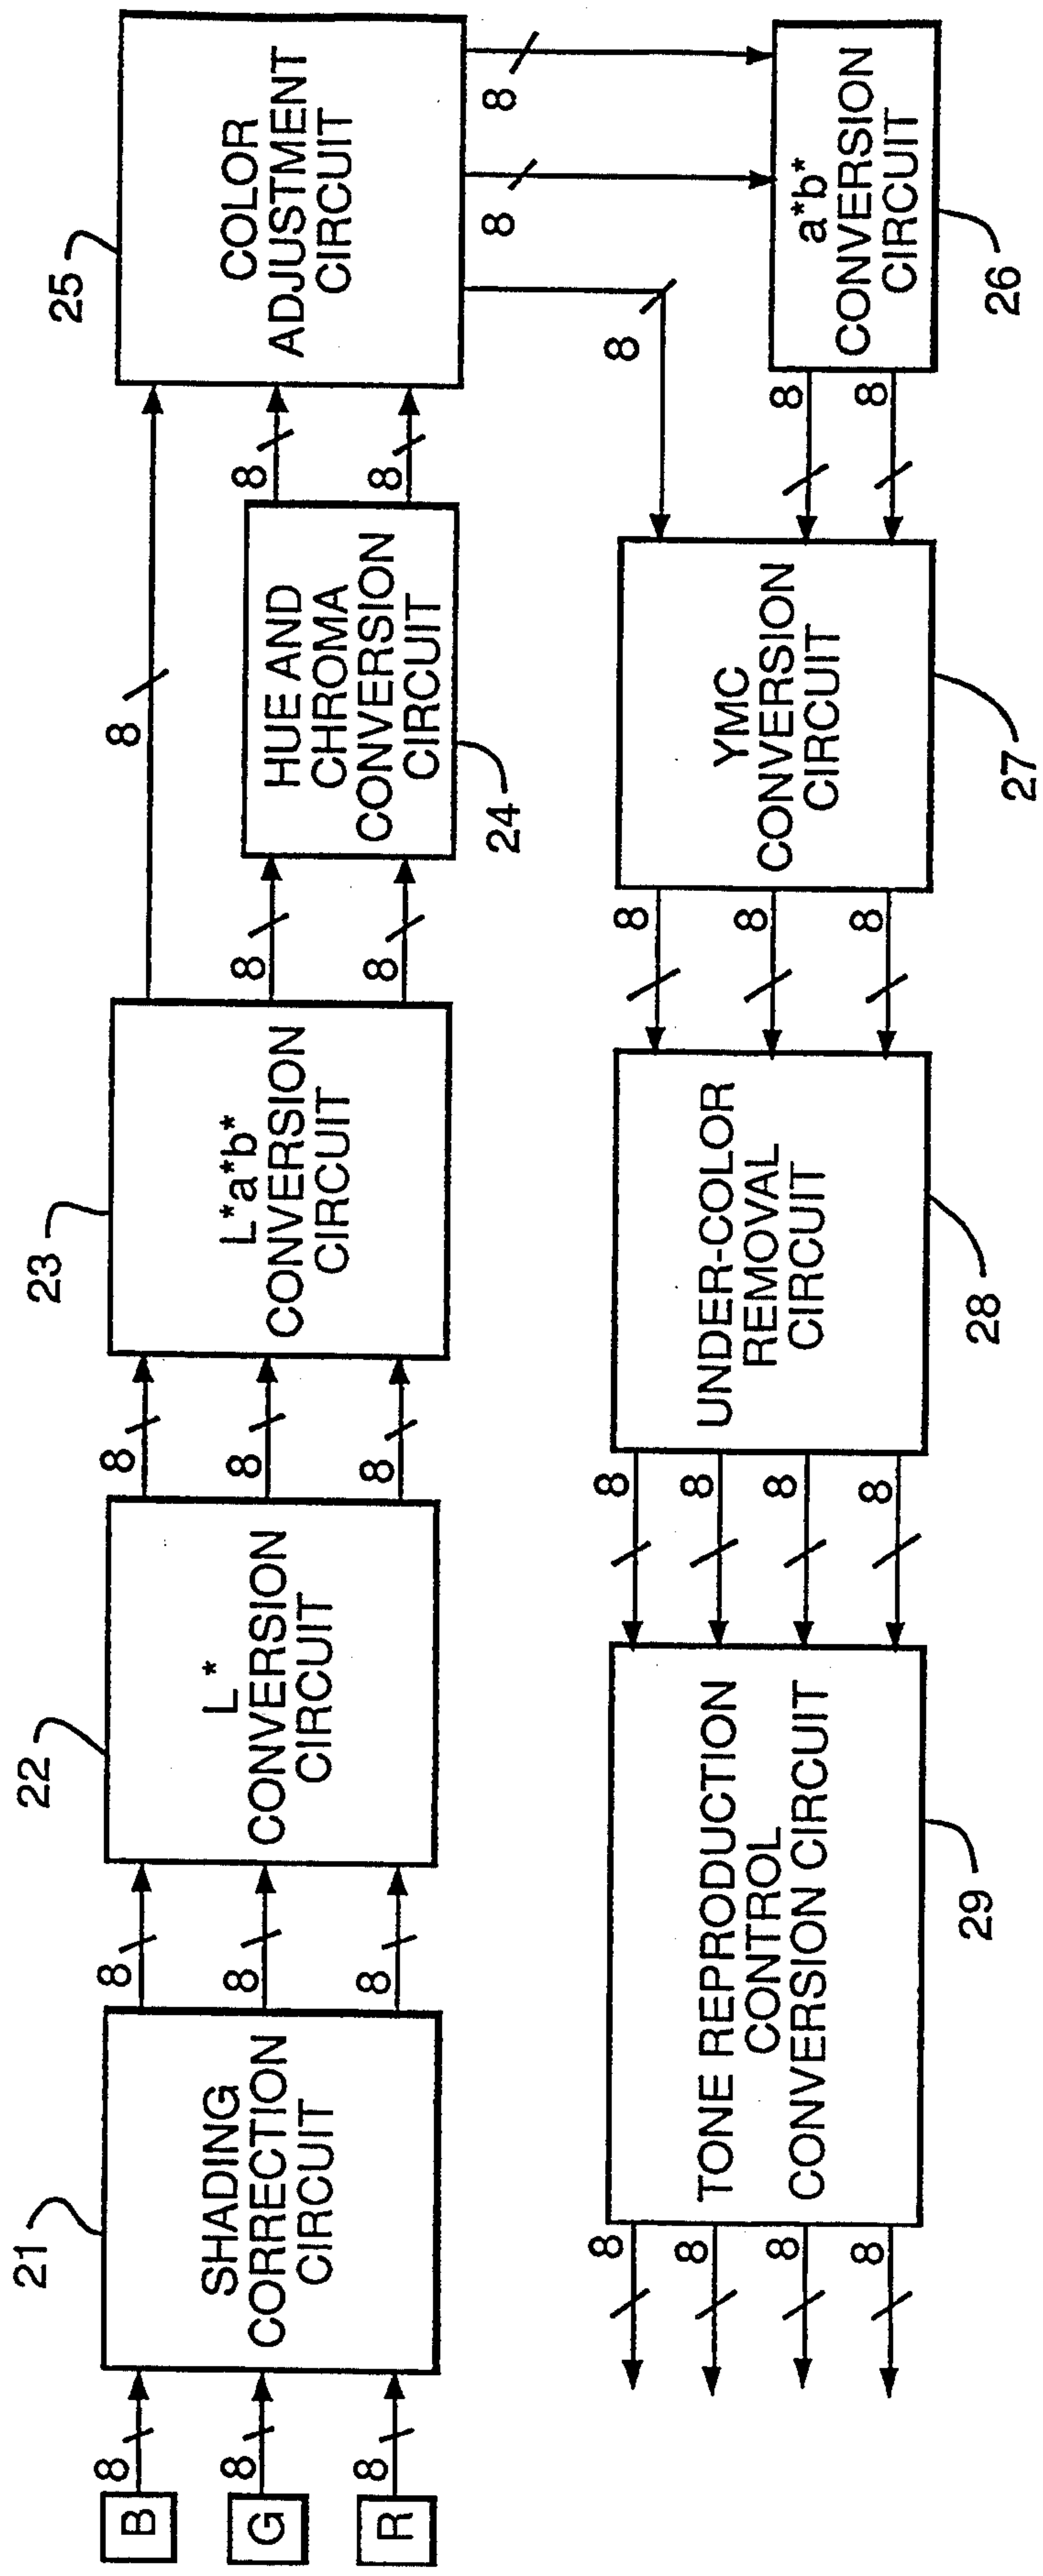 B
8
G
8
R
8
21
SHADING
CORRECTION
CIRCUIT
8
8
8
22
L*
CONVERSION
CIRCUIT
8
8
8
23
L*a*b*
CONVERSION
CIRCUIT
8
8
8
HUE AND
CHROMA
CONVERSION
CIRCUIT
24
8
8
25
COLOR
ADJUSTMENT
CIRCUIT
8
8
8
a*b*
CONVERSION
CIRCUIT
26
8
8
YMC
CONVERSION
CIRCUIT
27
8
8
8
UNDER-COLOR
REMOVAL
CIRCUIT
28
8
8
8
8
TONE REPRODUCTION
CONTROL
CONVERSION CIRCUIT
29
8
8
8
8